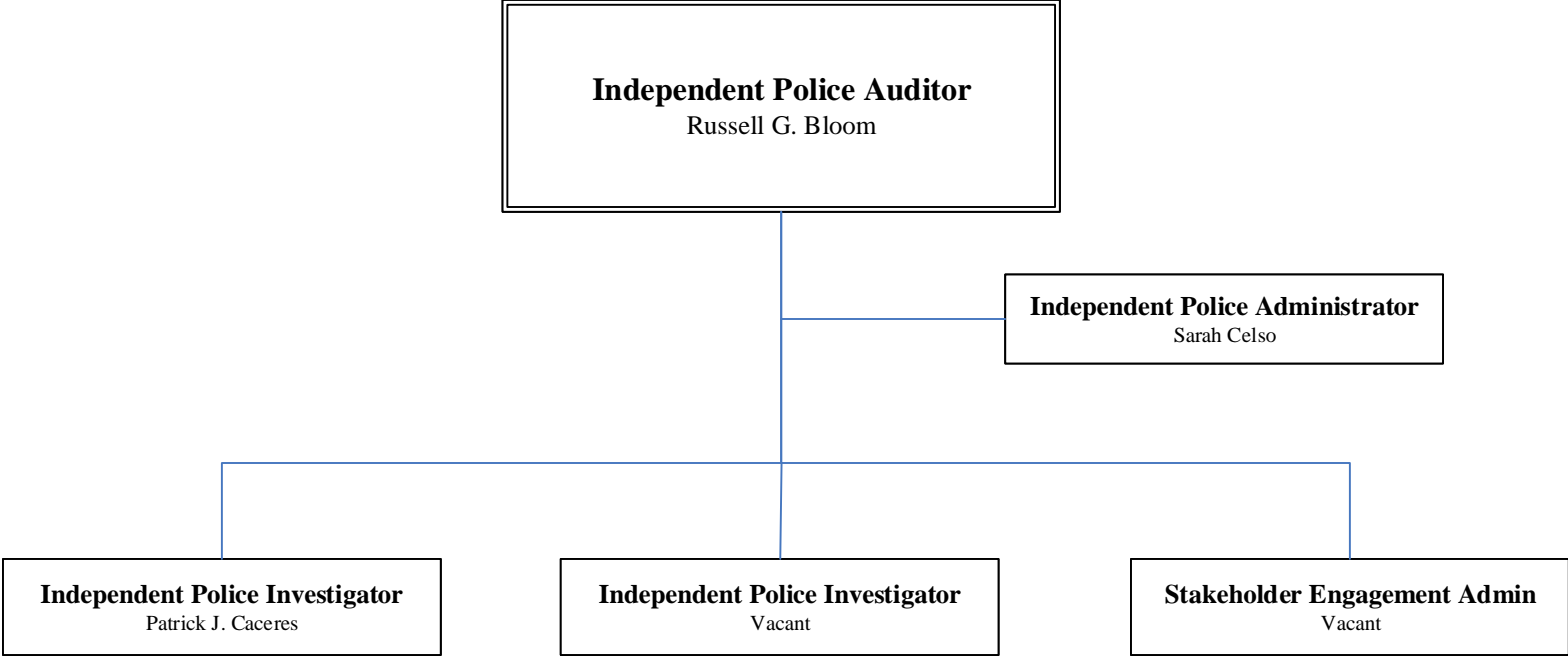 Independent Police Auditor
Russell G. Bloom
Independent Police Administrator
Sarah Celso
Independent Police Investigator
Patrick J. Caceres
Independent Police Investigator
Vacant
Stakeholder Engagement Admin
Vacant